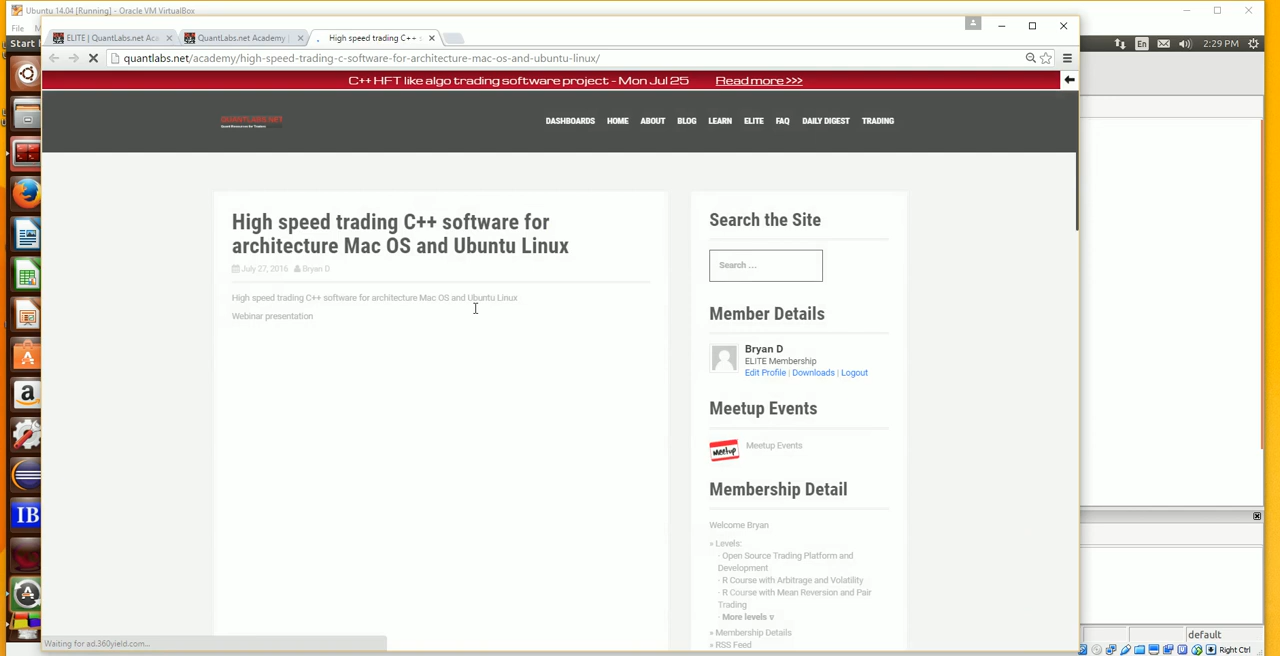 Ubuntu 14.04 [Running] - Oracle VM VirtualBox
File
Start
ELITE | QuantLabs.net Aca
QuantLabs.net Academy
High speed trading C++
quantlabs.net/academy/high-speed-trading-c-software-for-architecture-mac-os-and-ubuntu-linux/
En
2:29 PM
C++ HFT like algo trading software project - Mon Jul 25 Read more >>>
QUANTLABS.NET
DASHBOARDS HOME ABOUT BLOG LEARN ELITE FAQ DAILY DIGEST TRADING
High speed trading C++ software for
architecture Mac OS and Ubuntu Linux
July 27, 2016 Bryan D
High speed trading C++ software for architecture Mac OS and Ubuntu Linux
Webinar presentation
Search the Site
Search ...
Member Details
Bryan D
ELITE Membership
Edit Profile | Downloads | Logout
Meetup Events
Meetup
Meetup Events
Membership Detail
Welcome Bryan
» Levels:
· Open Source Trading Platform and
Development
· R Course with Arbitrage and Volatility
· R Course with Mean Reversion and Pair
Trading
· More levels ∇
» Membership Details
» RSS Feed
IB
Waiting for ad.360yield.com...
default
Right Ctrl